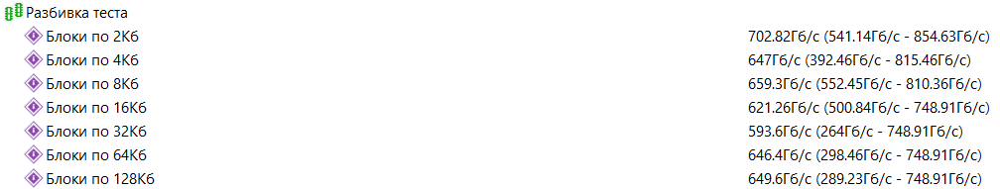 Разбивка теста
Блоки по 2Кб 702.82Гб/с (541.14Гб/с - 854.63Гб/с)
Блоки по 4Кб 647Гб/с (392.46Гб/с - 815.46Гб/с)
Блоки по 8Кб 659.3Гб/с (552.45Гб/с - 810.36Гб/с)
Блоки по 16Кб 621.26Гб/с (500.84Гб/с - 748.91Гб/с)
Блоки по 32Кб 593.6Гб/с (264Гб/с - 748.91Гб/с)
Блоки по 64Кб 646.4Гб/с (298.46Гб/с - 748.91Гб/с)
Блоки по 128Кб 649.6Гб/с (289.23Гб/с - 748.91Гб/с)